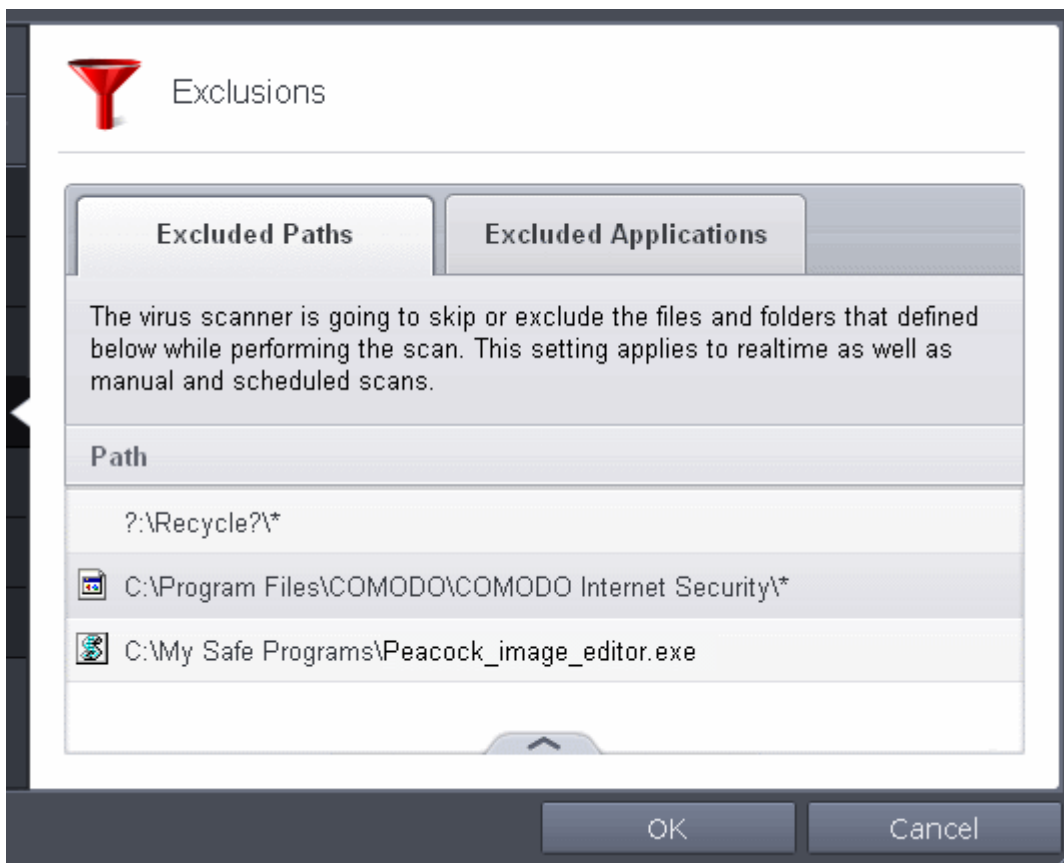 Exclusions
Excluded Paths
Excluded Applications
The virus scanner is going to skip or exclude the files and folders that defined
below while performing the scan. This setting applies to realtime as well as
manual and scheduled scans.
Path
?:\Recycle?\*
C:\Program Files\COMODO\COMODO Internet Security\*
C:\My Safe Programs\Peacock_image_editor.exe
OK
Cancel